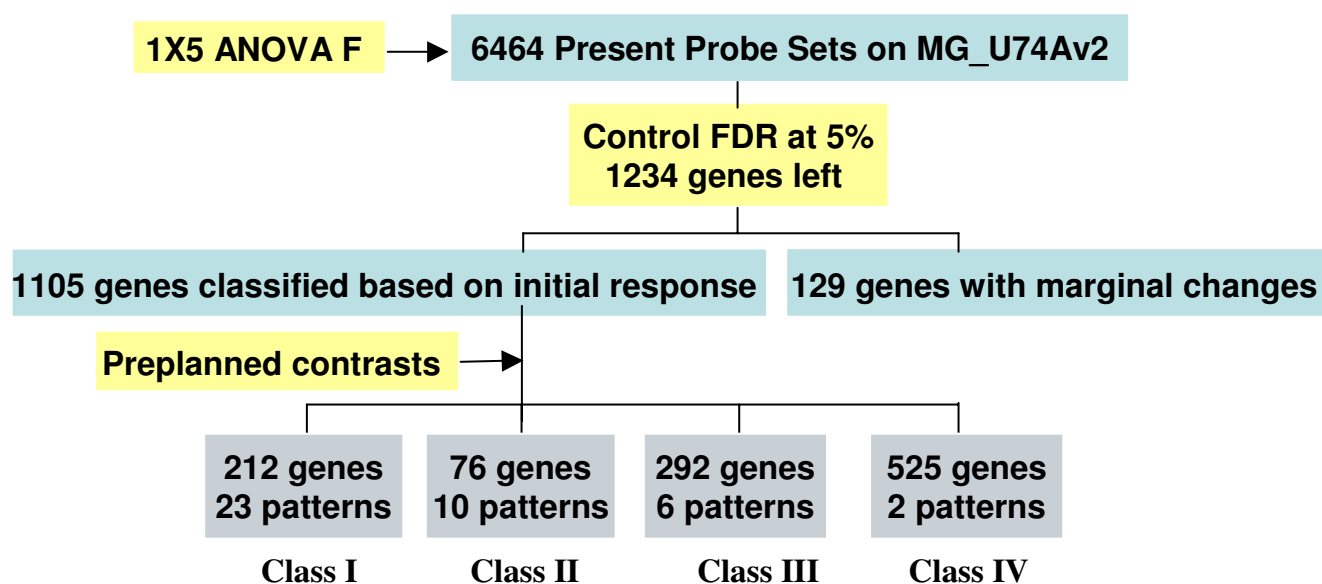 1X5 ANOVA F
6464 Present Probe Sets on MG_U74Av2
Control FDR at 5%
1234 genes left
1105 genes classified based on initial response
129 genes with marginal changes
Preplanned contrasts
212 genes
23 patterns
76 genes
10 patterns
292 genes
6 patterns
525 genes
2 patterns
Class I
Class II
Class III
Class IV